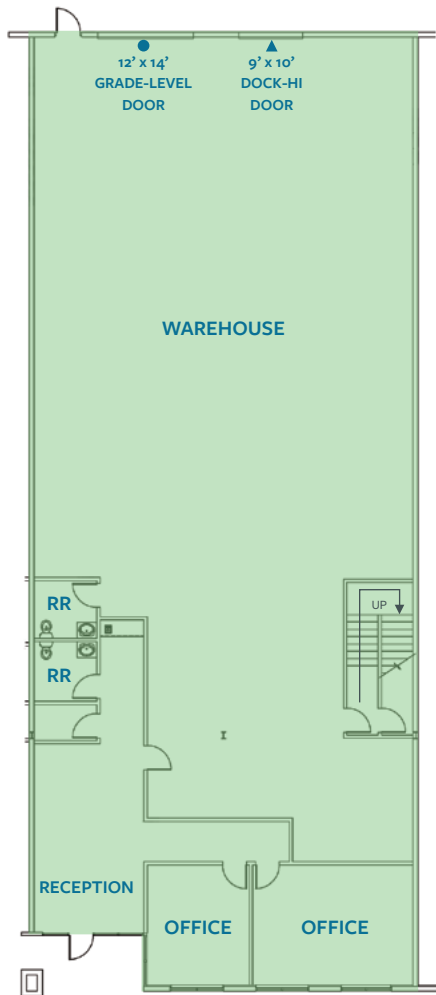 12' x 14'
GRADE-LEVEL
DOOR
9' x 10'
DOCK-HI
DOOR
WAREHOUSE
RR
UP
RR
RECEPTION
OFFICE
OFFICE